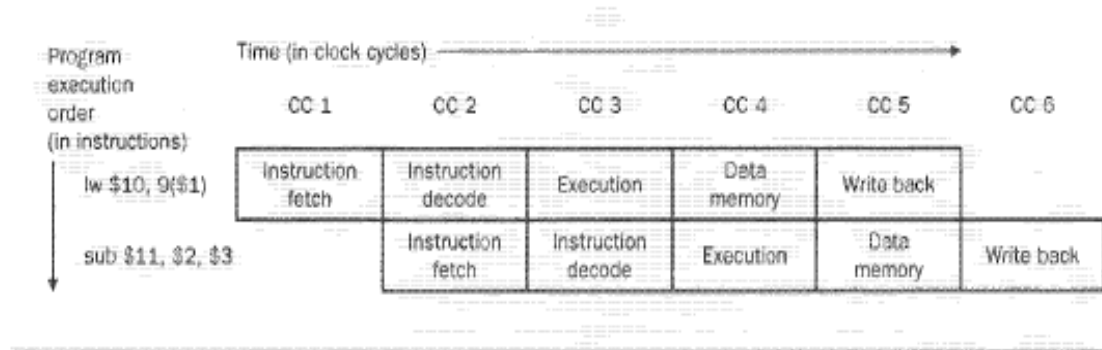 Program
execution
order
(in instructions)
Time (in clock cycles)
CC 1 CC 2 CC 3 CC 4 CC 5 CC 6
lw $10, 9($1)
Instruction fetch
Instruction decode
Execution
Data memory
Write back
sub $11, $2, $3
Instruction fetch
Instruction decode
Execution
Data memory
Write back